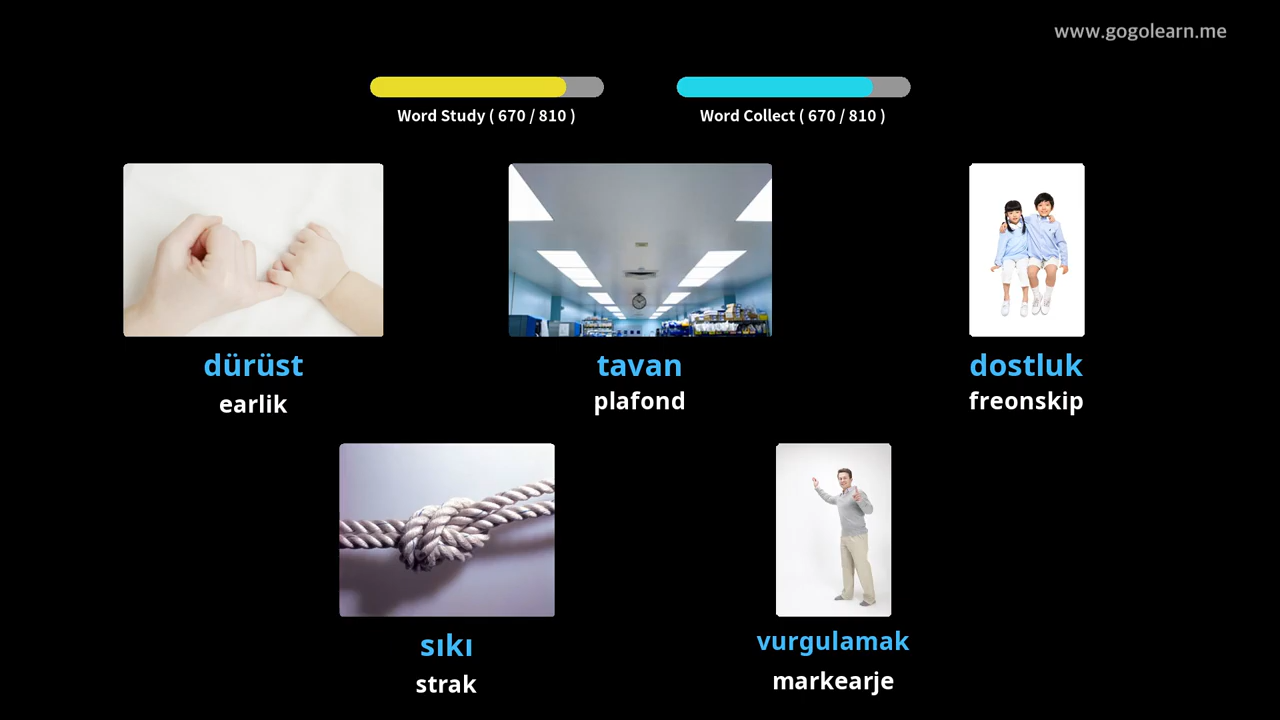 www.gogolearn.me
Word Study ( 670 / 810 )
Word Collect ( 670 / 810 )
dürüst
earlik
tavan
plafond
dostluk
freonskip
sıkı
strak
vurgulamak
markearje